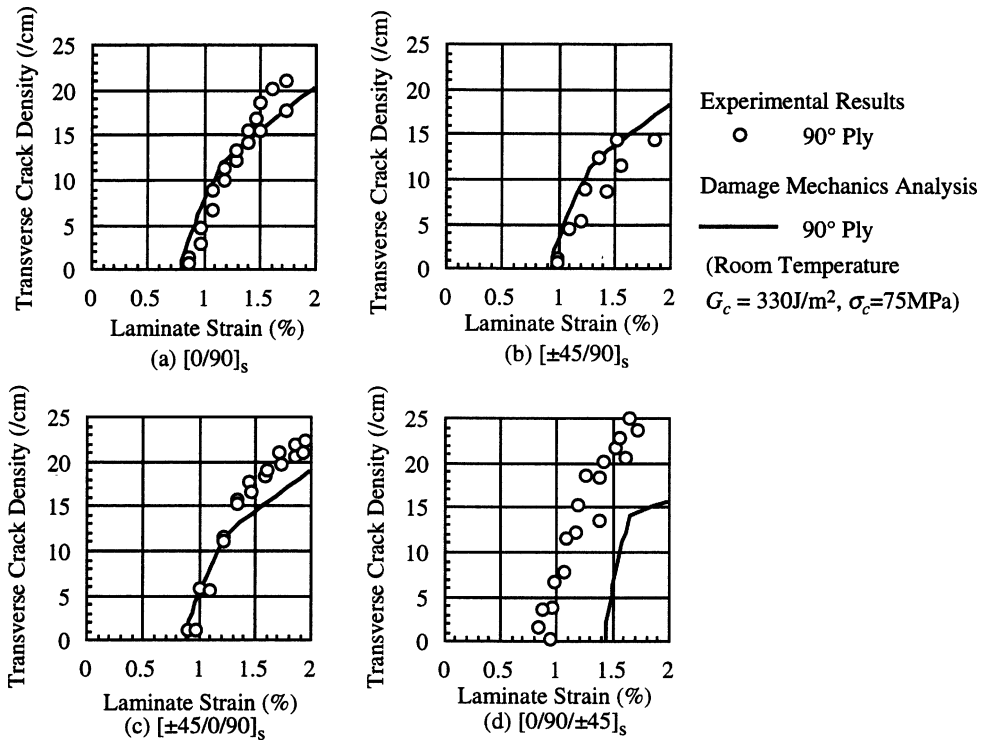 Transverse Crack Density (/cm)
25
20
15
10
5
0
0 0.5 1 1.5 2
Laminate Strain (%)
(a) [0/90]s
Transverse Crack Density (/cm)
25
20
15
10
5
0
0 0.5 1 1.5 2
Laminate Strain (%)
(b) [±45/90]s
Experimental Results
90° Ply
Damage Mechanics Analysis
90° Ply
(Room Temperature
Gc = 330J/m², σc=75MPa)
Transverse Crack Density (/cm)
25
20
15
10
5
0
0 0.5 1 1.5 2
Laminate Strain (%)
(c) [±45/0/90]s
Transverse Crack Density (/cm)
25
20
15
10
5
0
0 0.5 1 1.5 2
Laminate Strain (%)
(d) [0/90/±45]s